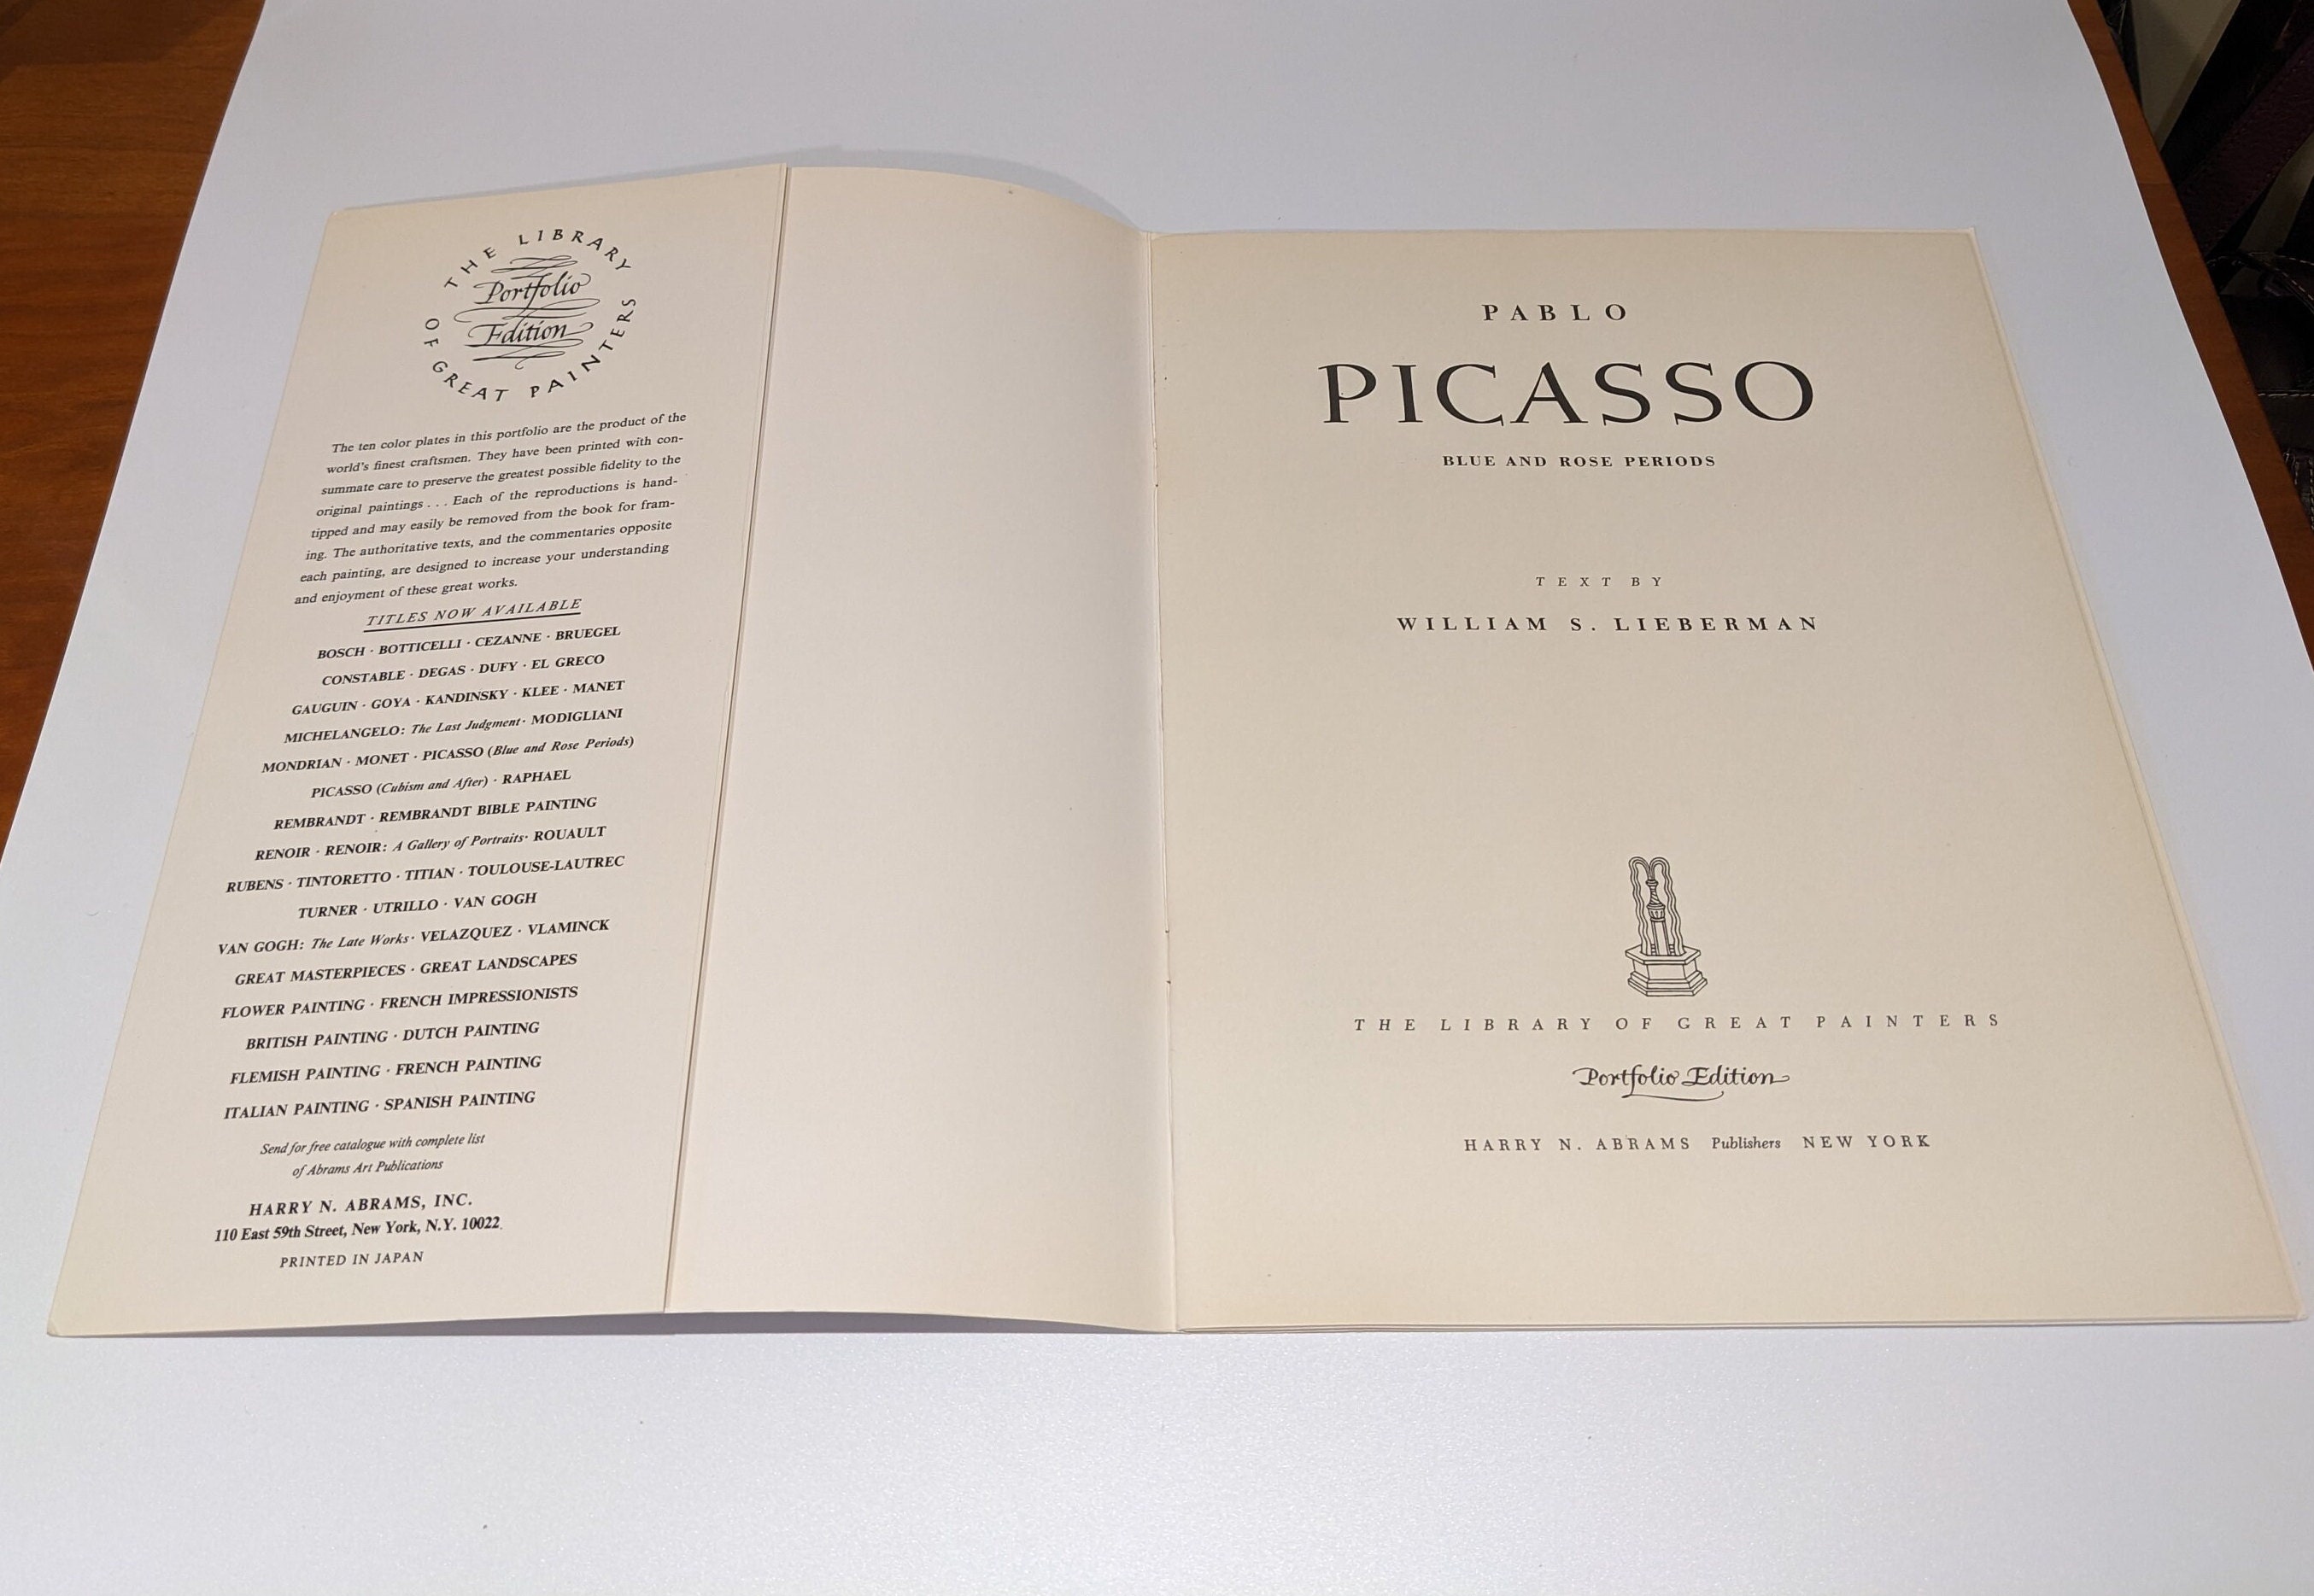 THE LIBRARY OF GREAT PAINTERS
Portfolio
Edition
The ten color plates in this portfolio are the product of the
world's finest craftsmen. They have been printed with con-
summate care to preserve the greatest possible fidelity to the
original paintings . . . Each of the reproductions is hand-
tipped and may easily be removed from the book for fram-
ing. The authoritative texts, and the commentaries opposite
each painting, are designed to increase your understanding
and enjoyment of these great works.
TITLES NOW AVAILABLE
BOSCH · BOTTICELLI · CEZANNE · BRUEGEL
CONSTABLE · DEGAS · DUFY · EL GRECO
GAUGUIN · GOYA · KANDINSKY · KLEE · MANET
MICHELANGELO: The Last Judgment · MODIGLIANI
MONDRIAN · MONET · PICASSO (Blue and Rose Periods)
PICASSO (Cubism and After) · RAPHAEL
REMBRANDT · REMBRANDT BIBLE PAINTING
RENOIR · RENOIR: A Gallery of Portraits · ROUAULT
RUBENS · TINTORETTO · TITIAN · TOULOUSE-LAUTREC
TURNER · UTRILLO · VAN GOGH
VAN GOGH: The Late Works · VELAZQUEZ · VLAMINCK
GREAT MASTERPIECES · GREAT LANDSCAPES
FLOWER PAINTING · FRENCH IMPRESSIONISTS
BRITISH PAINTING · DUTCH PAINTING
FLEMISH PAINTING · FRENCH PAINTING
ITALIAN PAINTING · SPANISH PAINTING
Send for free catalogue with complete list
of Abrams Art Publications
HARRY N. ABRAMS, INC.
110 East 59th Street, New York, N.Y. 10022
PRINTED IN JAPAN
PABLO
PICASSO
BLUE AND ROSE PERIODS
TEXT BY
WILLIAM S. LIEBERMAN
THE LIBRARY OF GREAT PAINTERS
Portfolio Edition
HARRY N. ABRAMS Publishers NEW YORK